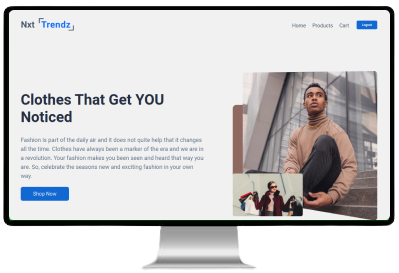 Nxt Trendz
Home Products Cart Logout
Clothes That Get YOU
Noticed
Fashion is part of the daily air and it does not quite help that it changes
all the time. Clothes have always been a marker of the era and we are in
a revolution. Your fashion makes you been seen and heard that way you
are. So, celebrate the seasons new and exciting fashion in your own
way.
Shop Now